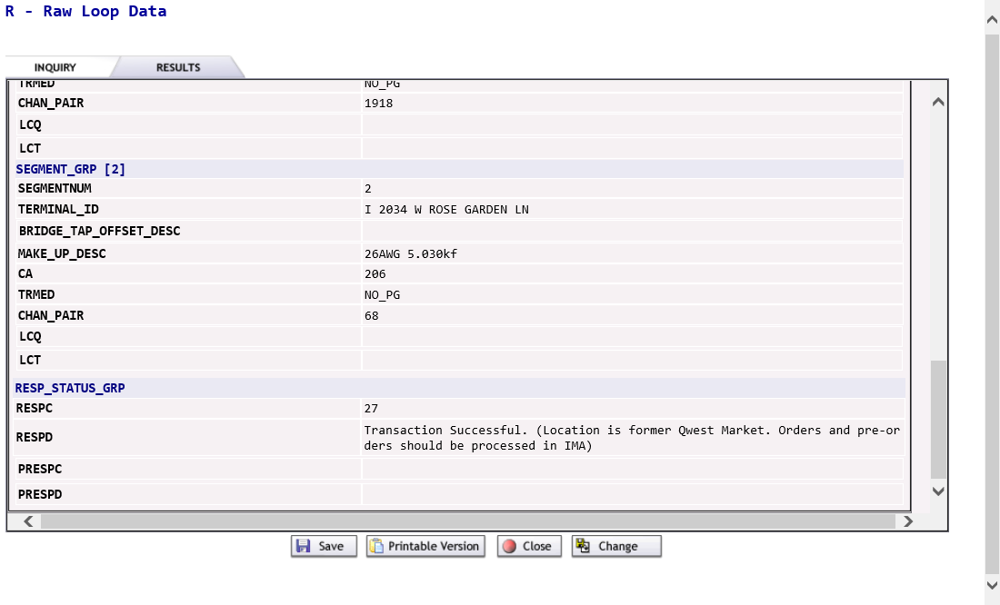 R - Raw Loop Data
INQUIRY RESULTS
TRMED NO_PG
CHAN_PAIR 1918
LCQ
LCT
SEGMENT_GRP [2]
SEGMENTNUM 2
TERMINAL_ID I 2034 W ROSE GARDEN LN
BRIDGE_TAP_OFFSET_DESC
MAKE_UP_DESC 26AWG 5.030kf
CA 206
TRMED NO_PG
CHAN_PAIR 68
LCQ
LCT
RESP_STATUS_GRP
RESPC 27
RESPD Transaction Successful. (Location is former Qwest Market. Orders and pre-or
ders should be processed in IMA)
PRESPC
PRESPD
Save Printable Version Close Change